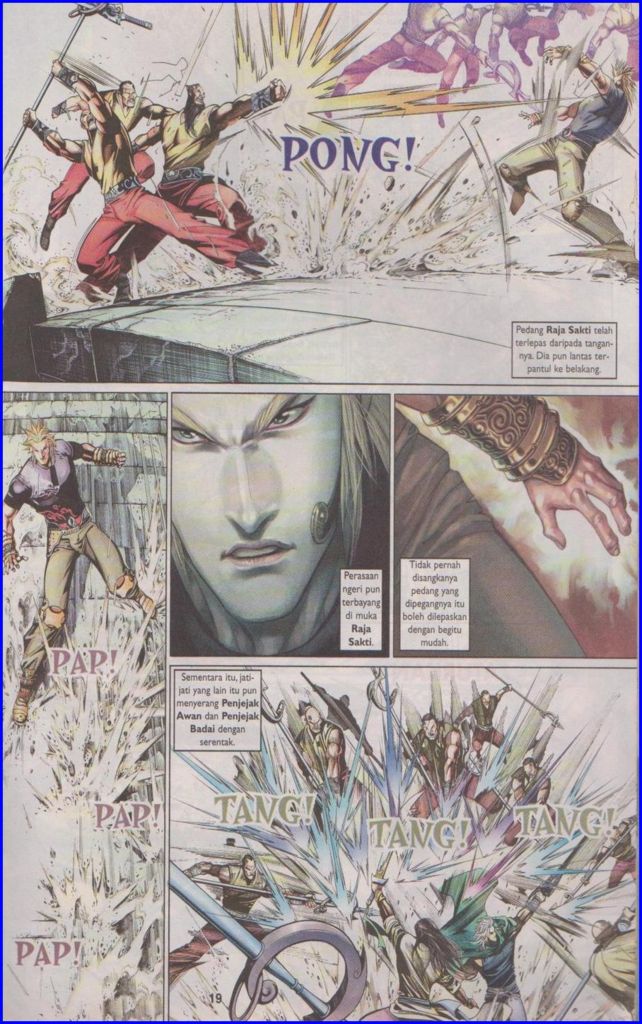 PONG!
Pedang Raja Sakti telah
terlepas daripada tangan-
nya. Dia pun lantas ter-
pantul ke belakang.
PAP!
PAP!
PAP!
Perasaan
ngeri pun
terbayang
di muka
Raja
Sakti.
Tidak pernah
disangkanya
pedang yang
dipegangnya itu
boleh dilepaskan
dengan begitu
mudah.
Sementara itu, jati-
jati yang lain itu pun
menyerang Penjejak
Awan dan Penjejak
Badai dengan
serentak.
TANG!
TANG!
TANG!
19